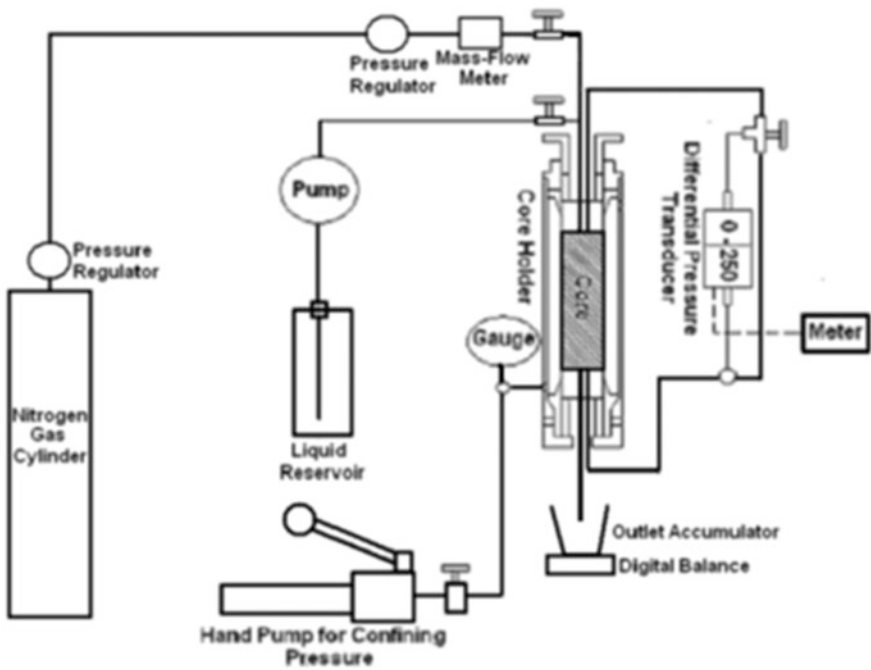 Pressure
Regulator
Mass-Flow
Meter
Pump
Pressure
Regulator
Core Holder
Core
Differential Pressure
Transducer
0 - 250
Meter
Gauge
Nitrogen
Gas
Cylinder
Liquid
Reservoir
Outlet Accumulator
Digital Balance
Hand Pump for Confining
Pressure